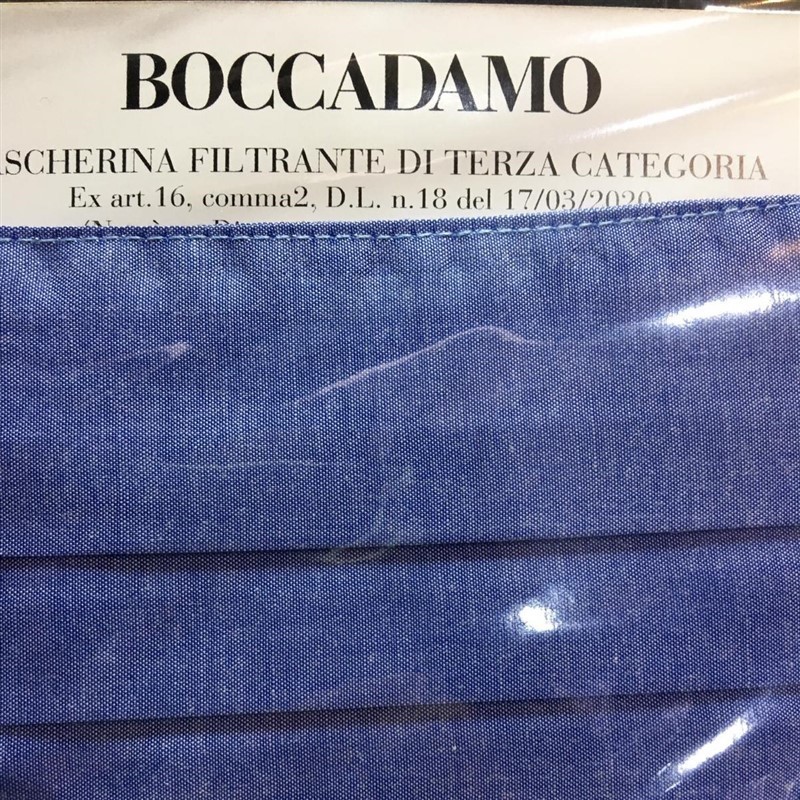 BOCCADAMO
ASCHERINA FILTRANTE DI TERZA CATEGORIA
Ex art.16, comma2, D.L. n.18 del 17/03/2020